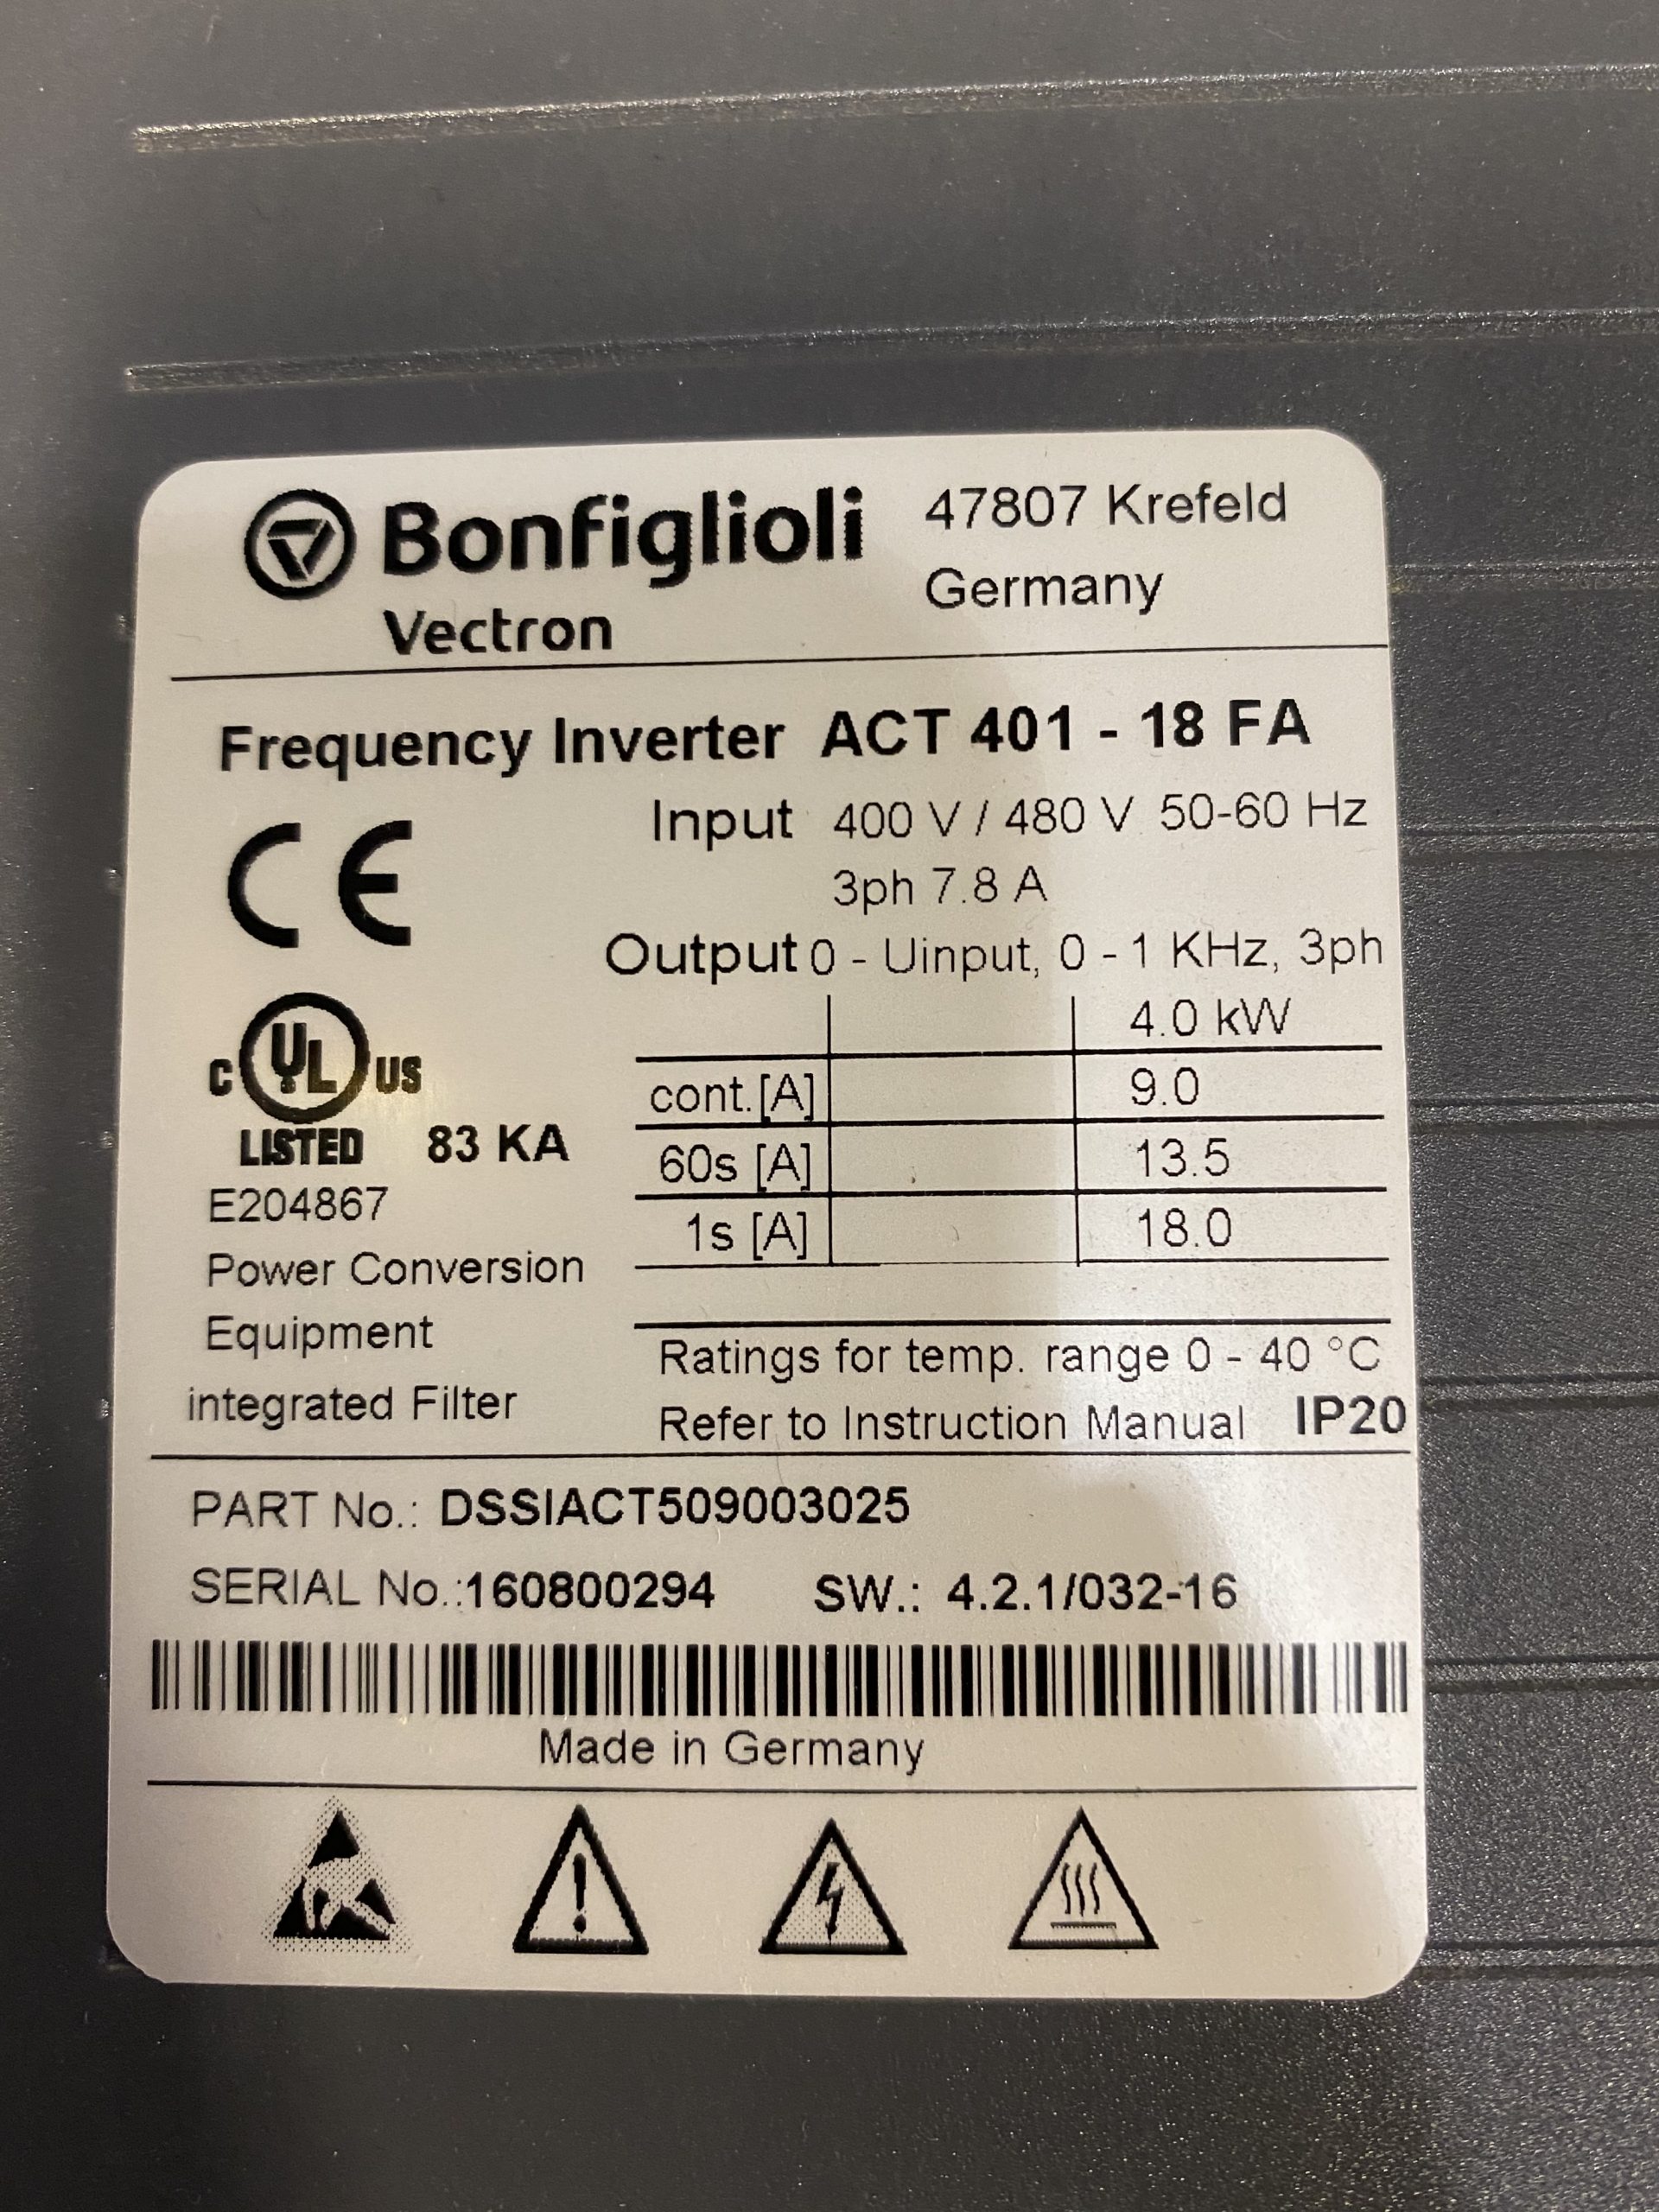 Bonfiglioli
Vectron
47807 Krefeld
Germany
Frequency Inverter ACT 401 - 18 FA
Input 400 V / 480 V 50-60 Hz
3ph 7.8 A
Output 0 - Uinput, 0 - 1 KHz, 3ph
4.0 kW
cont.[A] 9.0
60s [A] 13.5
1s [A] 18.0
CE
C UL US
LISTED 83 KA
E204867
Power Conversion
Equipment
integrated Filter
Ratings for temp. range 0 - 40 °C
Refer to Instruction Manual IP20
PART No.: DSSIACT509003025
SERIAL No.:160800294 SW.: 4.2.1/032-16
Made in Germany